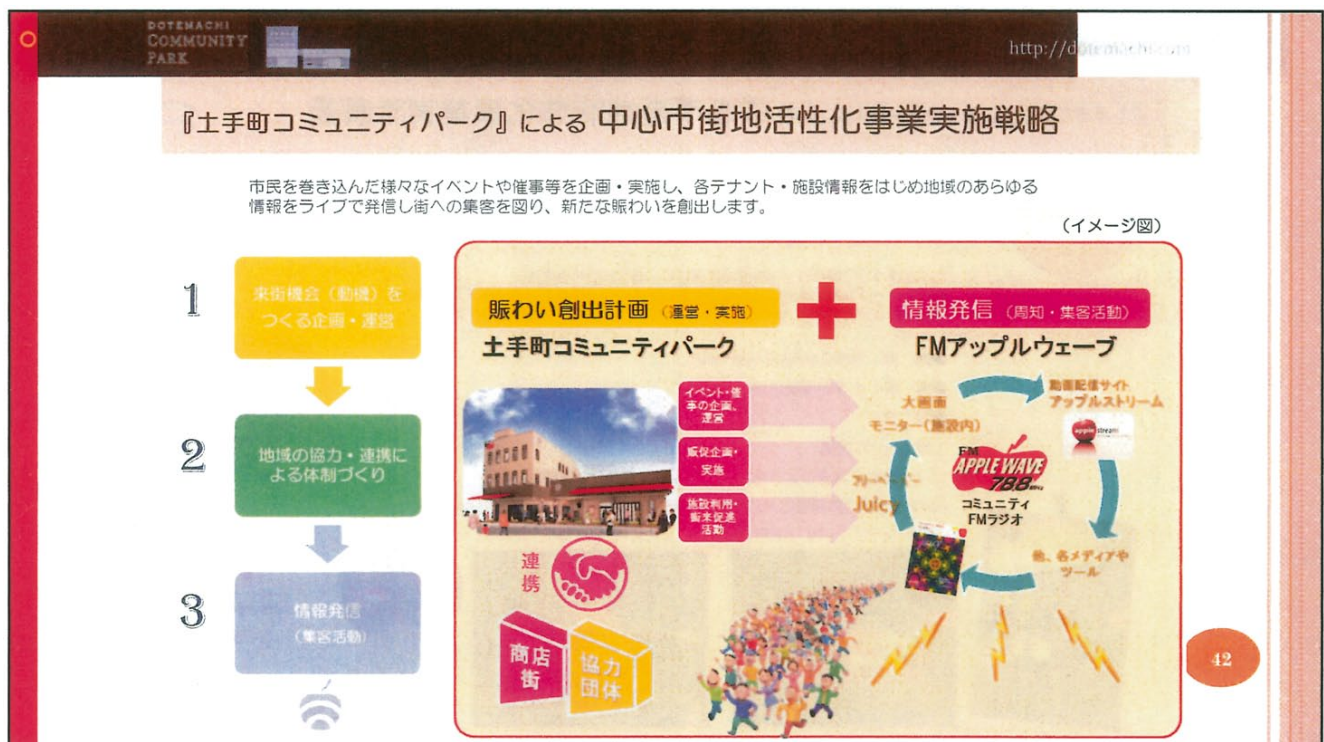 DOTEMACHI
COMMUNITY
PARK
http://dotemachi.com
『土手町コミュニティパーク』による 中心市街地活性化事業実施戦略
市民を巻き込んだ様々なイベントや催事等を企画・実施し、各テナント・施設情報をはじめ地域のあらゆる
情報をライブで発信し街への集客を図り、新たな賑わいを創出します。
(イメージ図)
1
来街機会(動機)を
つくる企画・運営
2
地域の協力・連携に
よる体制づくり
3
情報発信
(集客活動)
賑わい創出計画(運営・実施)
土手町コミュニティパーク
イベント・催
事の企画、
運営
販促企画・
実施
施設利用・
街来促進
活動
連
携
商店
街
協力
団体
情報発信(周知・集客活動)
FMアップルウェーブ
大画面
モニター(施設内)
動画配信サイト
アップルストリーム
apple stream
フリーペーパー
Juicy
FM
APPLE WAVE
78.8MHz
コミュニティ
FMラジオ
他、各メディアや
ツール
42